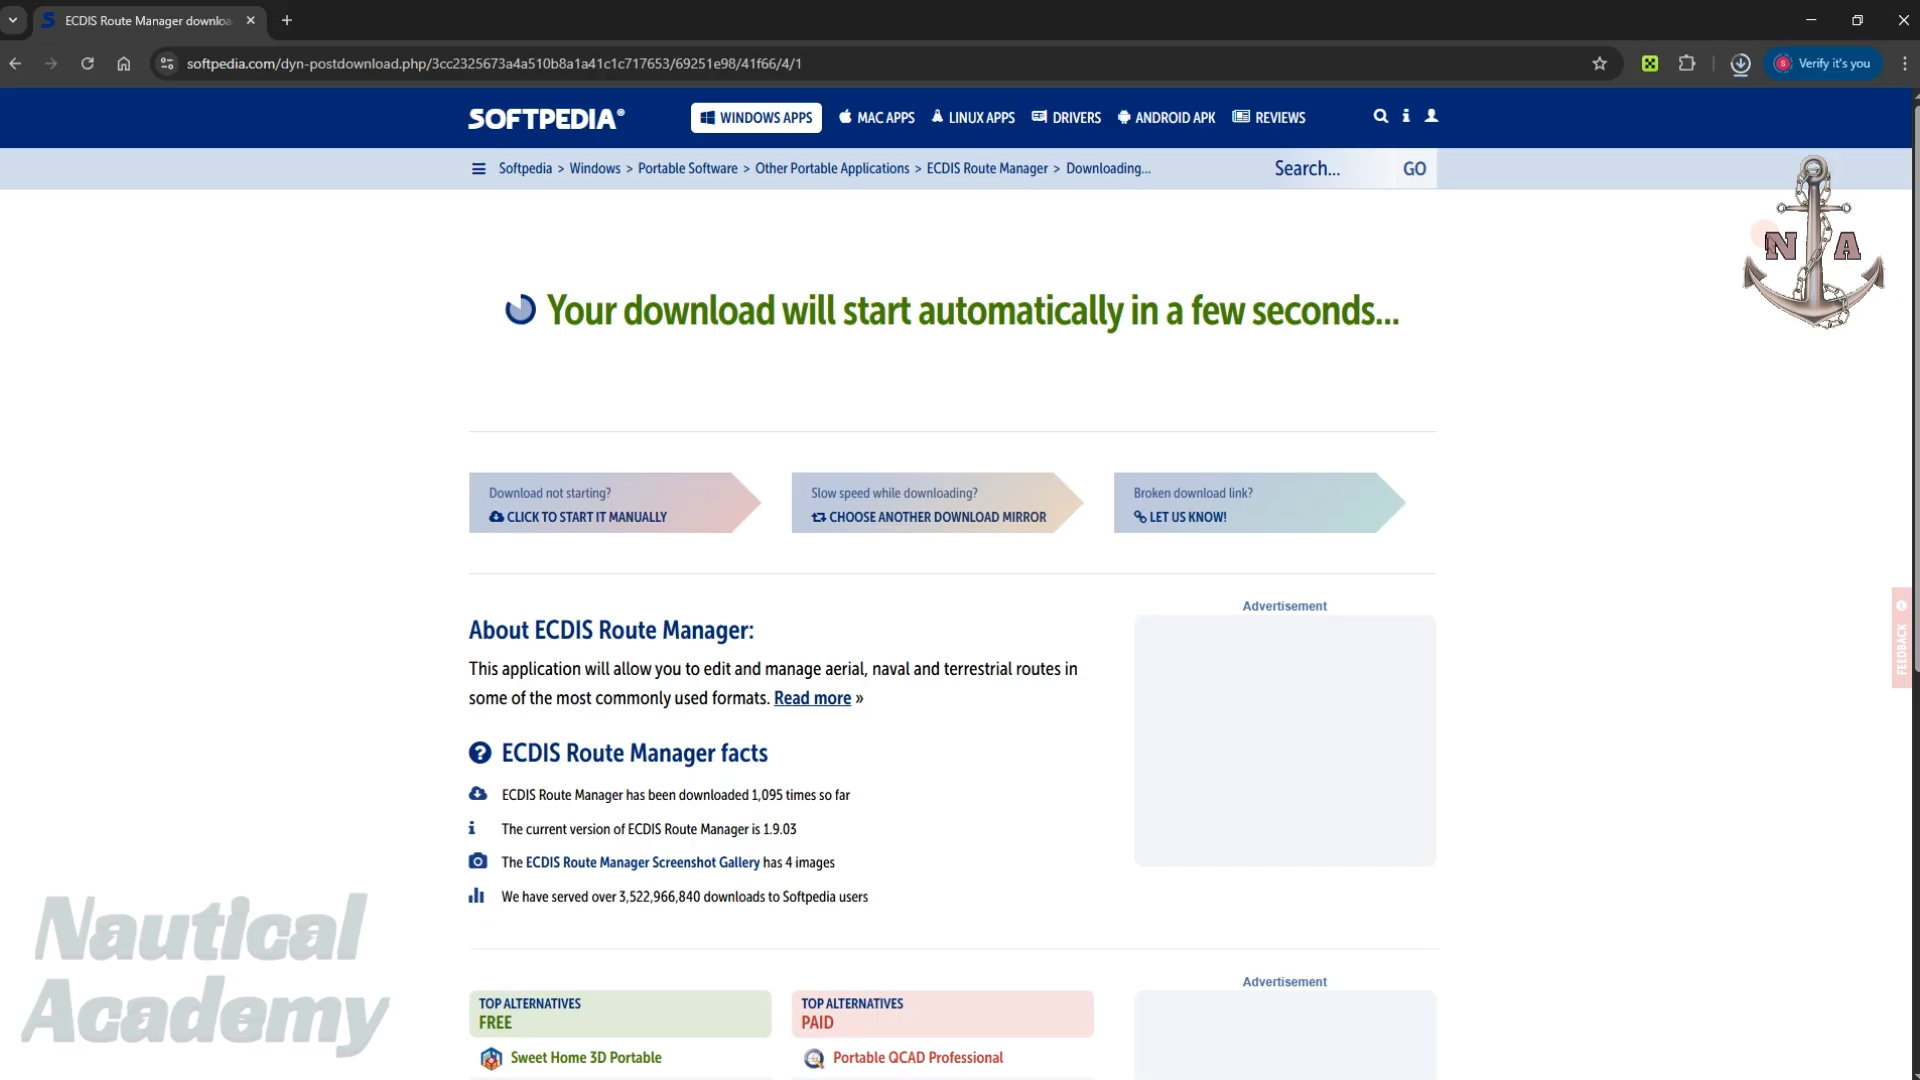 ECDIS Route Manager downloa
softpedia.com/dyn-postdownload.php/3cc2325673a4a510b8a1a41c1c717653/69251e98/41f66/4/1
Verify it's you
SOFTPEDIA®
WINDOWS APPS
MAC APPS
LINUX APPS
DRIVERS
ANDROID APK
REVIEWS
Softpedia > Windows > Portable Software > Other Portable Applications > ECDIS Route Manager > Downloading...
Search...
GO
N A
Your download will start automatically in a few seconds...
Download not starting?
CLICK TO START IT MANUALLY
Slow speed while downloading?
CHOOSE ANOTHER DOWNLOAD MIRROR
Broken download link?
LET US KNOW!
FEEDBACK
Advertisement
About ECDIS Route Manager:
This application will allow you to edit and manage aerial, naval and terrestrial routes in
some of the most commonly used formats. Read more »
ECDIS Route Manager facts
ECDIS Route Manager has been downloaded 1,095 times so far
The current version of ECDIS Route Manager is 1.9.03
The ECDIS Route Manager Screenshot Gallery has 4 images
We have served over 3,522,966,840 downloads to Softpedia users
Nautical
Academy
Advertisement
TOP ALTERNATIVES
FREE
Sweet Home 3D Portable
TOP ALTERNATIVES
PAID
Portable QCAD Professional